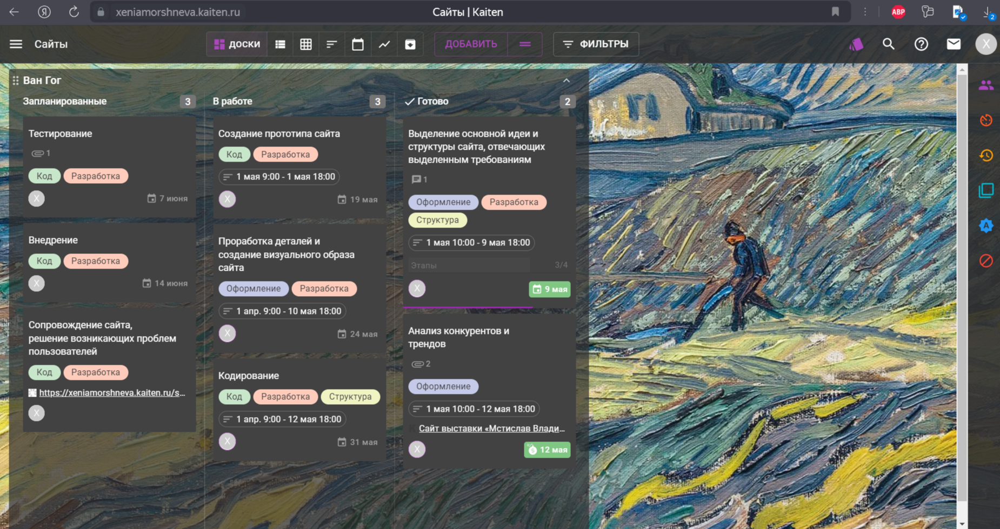 xeniamorshneva.kaiten.ru
Сайты | Kaiten
ABP
2
Сайты
ДОСКИ
ДОБАВИТЬ
ФИЛЬТРЫ
X
Ван Гог
Запланированные 3
Тестирование
1
Код Разработка
X 7 июня
Внедрение
Код Разработка
X 14 июня
Сопровождение сайта,
решение возникающих проблем
пользователей
Код Разработка
https://xeniamorshneva.kaiten.ru/s...
X
В работе 3
Создание прототипа сайта
Код Разработка
1 мая 9:00 - 1 мая 18:00
X 19 мая
Проработка деталей и
создание визуального образа
сайта
Оформление Разработка
1 апр. 9:00 - 10 мая 18:00
X 24 мая
Кодирование
Код Разработка Структура
1 апр. 9:00 - 12 мая 18:00
X 31 мая
Готово 2
Выделение основной идеи и
структуры сайта, отвечающих
выделенным требованиям
1
Оформление Разработка
Структура
1 мая 10:00 - 9 мая 18:00
Этапы 3/4
X 9 мая
Анализ конкурентов и
трендов
2
Оформление
1 мая 10:00 - 12 мая 18:00
Сайт выставки «Мстислав Влади...
X 12 мая